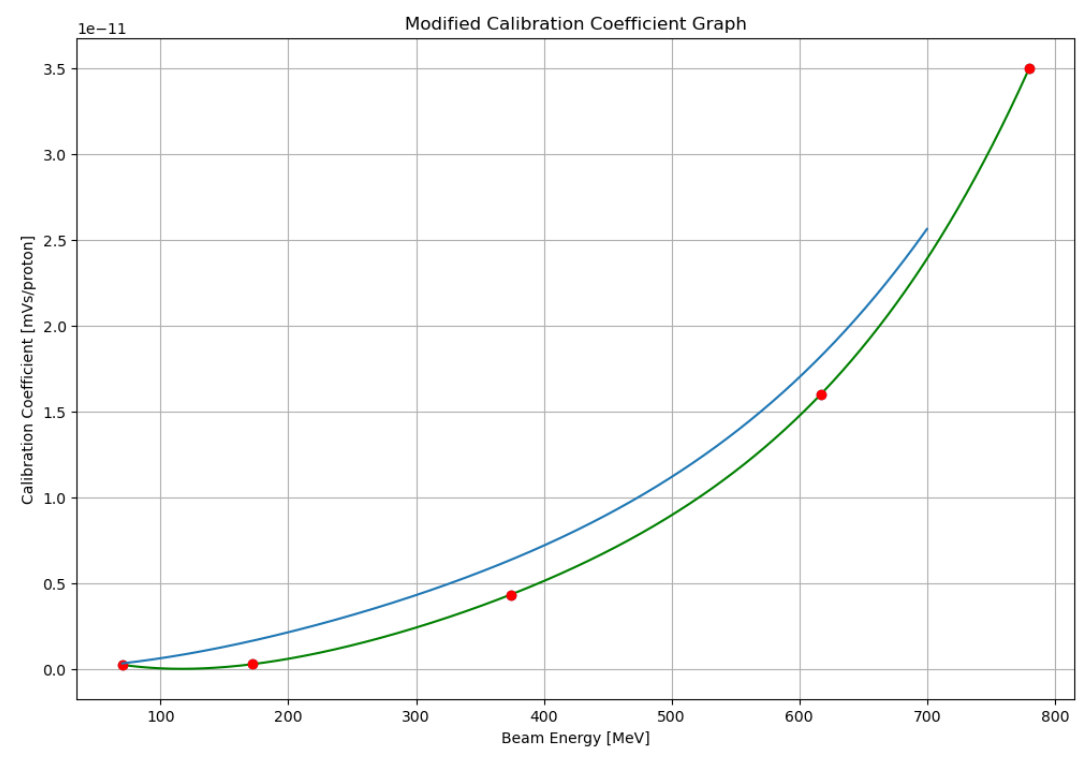 Modified Calibration Coefficient Graph
1e−11
3.5
3.0
2.5
2.0
1.5
1.0
0.5
0.0
Calibration Coefficient [mVs/proton]
100 200 300 400 500 600 700 800
Beam Energy [MeV]